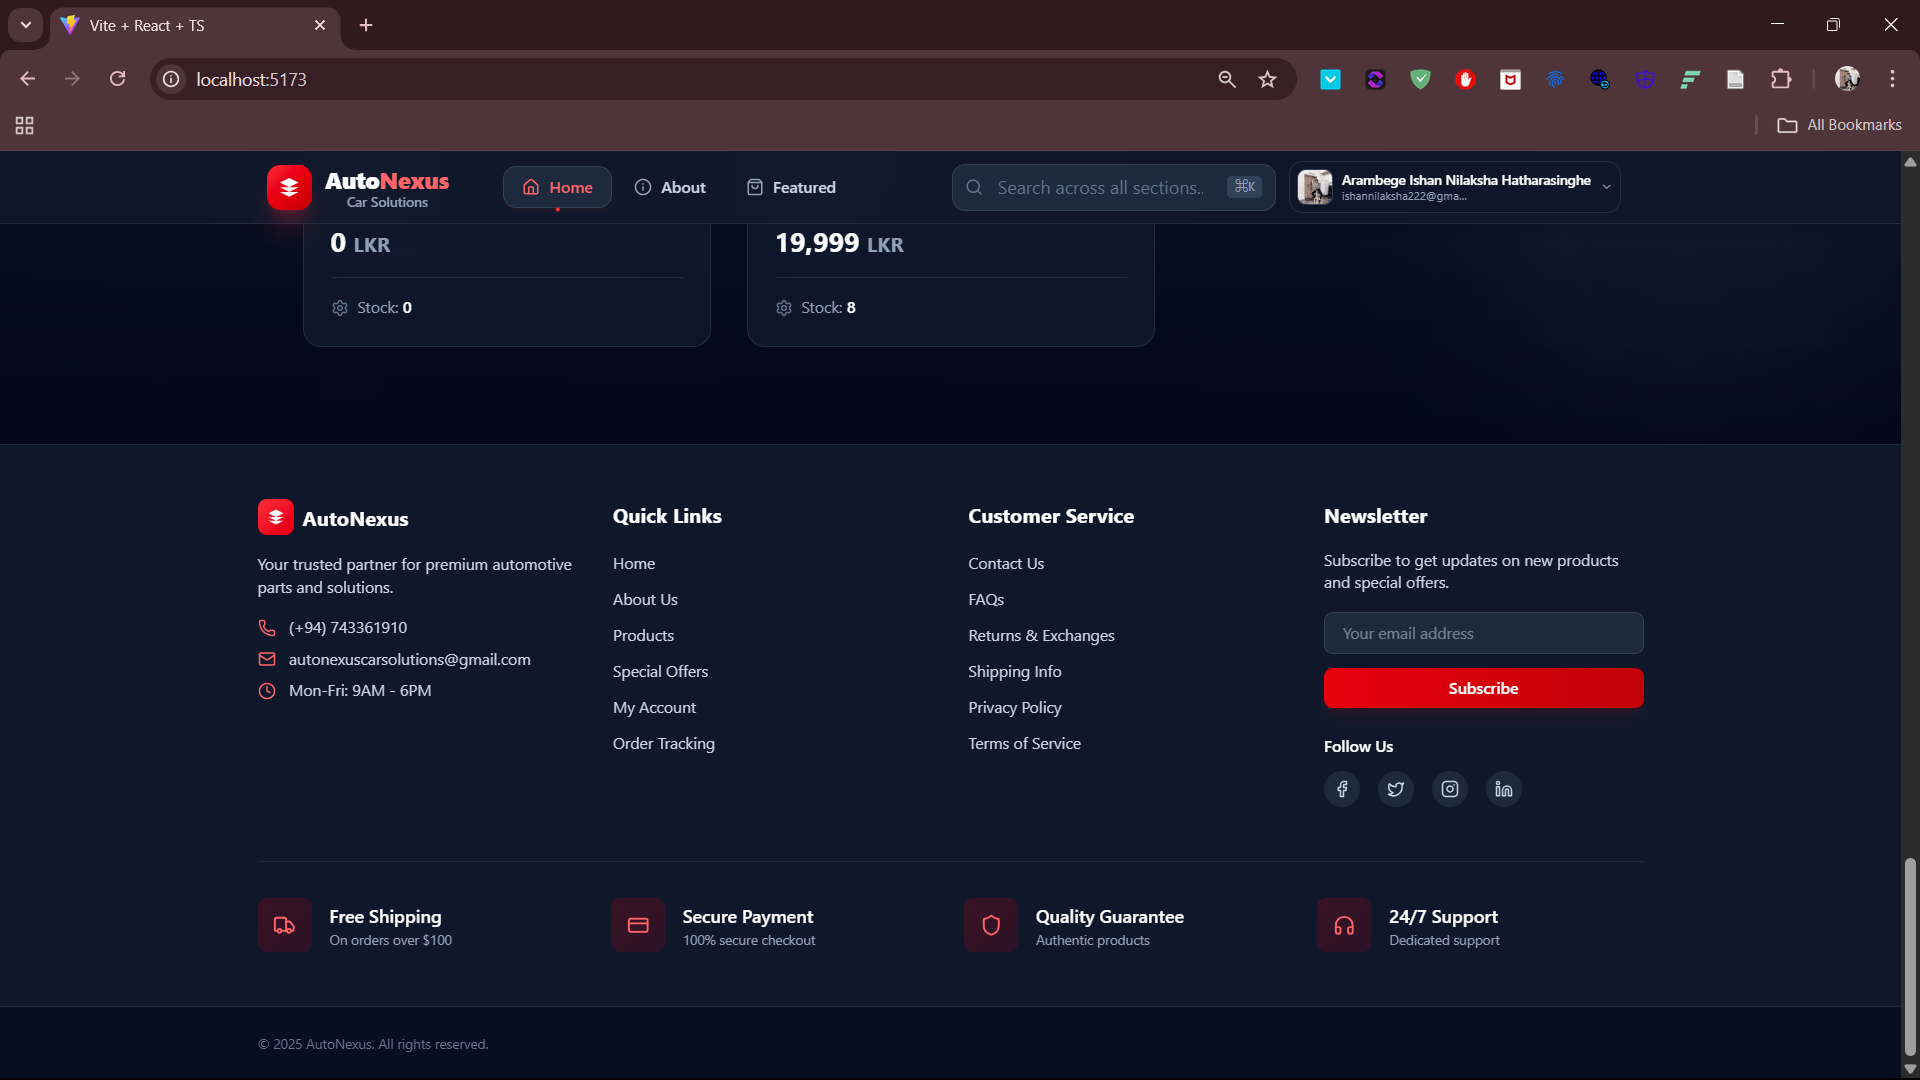 Vite + React + TS
localhost:5173
All Bookmarks
AutoNexus
Car Solutions
Home
About
Featured
Search across all sections..
⌘K
Arambege Ishan Nilaksha Hatharasinghe
ishannilaksha222@gma...
0 LKR
Stock: 0
19,999 LKR
Stock: 8
AutoNexus
Your trusted partner for premium automotive
parts and solutions.
(+94) 743361910
autonexuscarsolutions@gmail.com
Mon-Fri: 9AM - 6PM
Quick Links
Home
About Us
Products
Special Offers
My Account
Order Tracking
Customer Service
Contact Us
FAQs
Returns & Exchanges
Shipping Info
Privacy Policy
Terms of Service
Newsletter
Subscribe to get updates on new products
and special offers.
Your email address
Subscribe
Follow Us
Free Shipping
On orders over $100
Secure Payment
100% secure checkout
Quality Guarantee
Authentic products
24/7 Support
Dedicated support
© 2025 AutoNexus. All rights reserved.